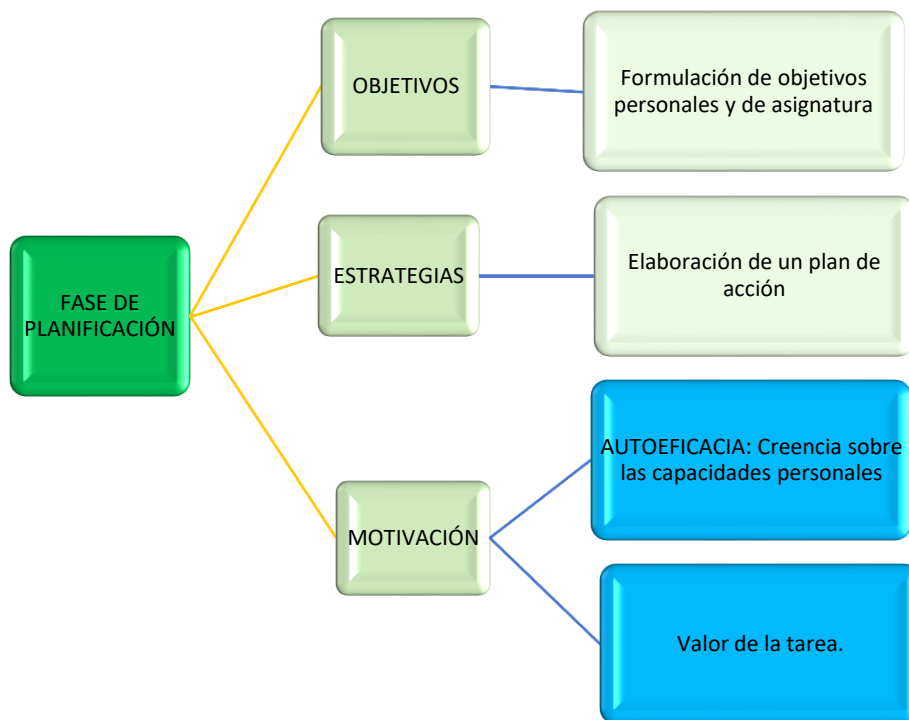 FASE DE
PLANIFICACIÓN
OBJETIVOS
Formulación de objetivos
personales y de asignatura
ESTRATEGIAS
Elaboración de un plan de
acción
MOTIVACIÓN
AUTOEFICACIA: Creencia sobre
las capacidades personales
Valor de la tarea.